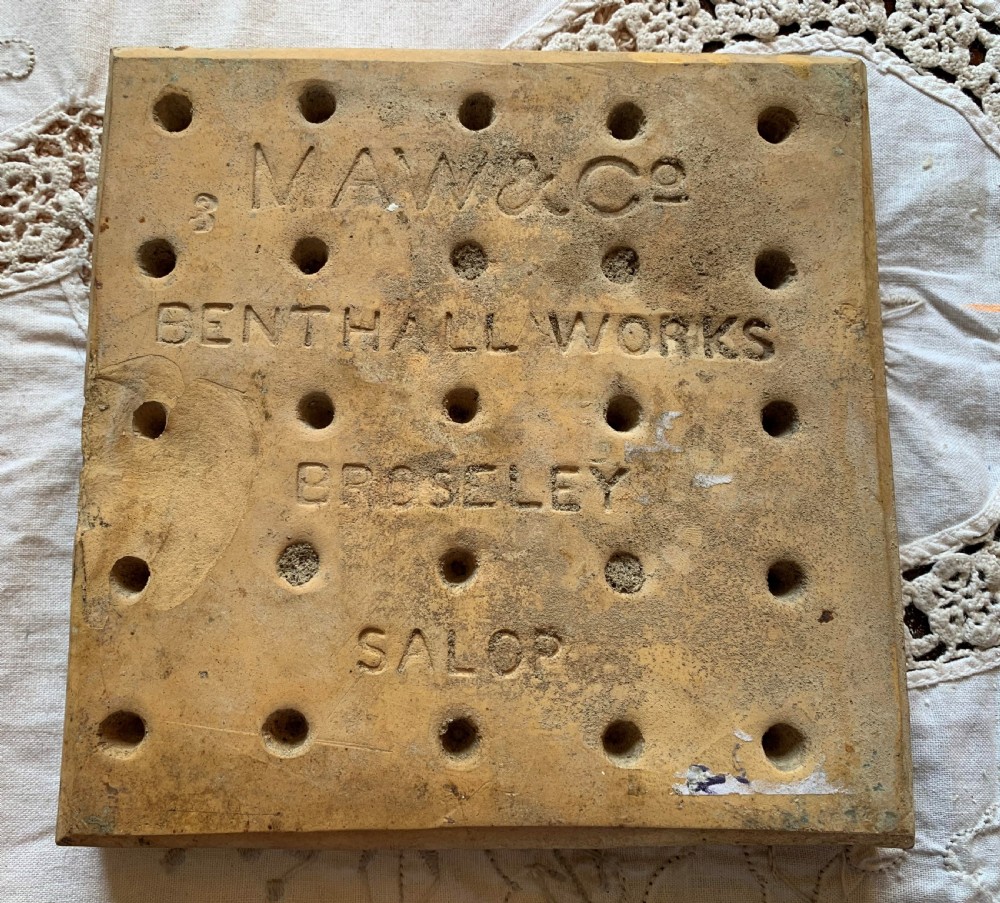 MAW & Cº
3
BENTHALL WORKS
BROSELEY
SALOP